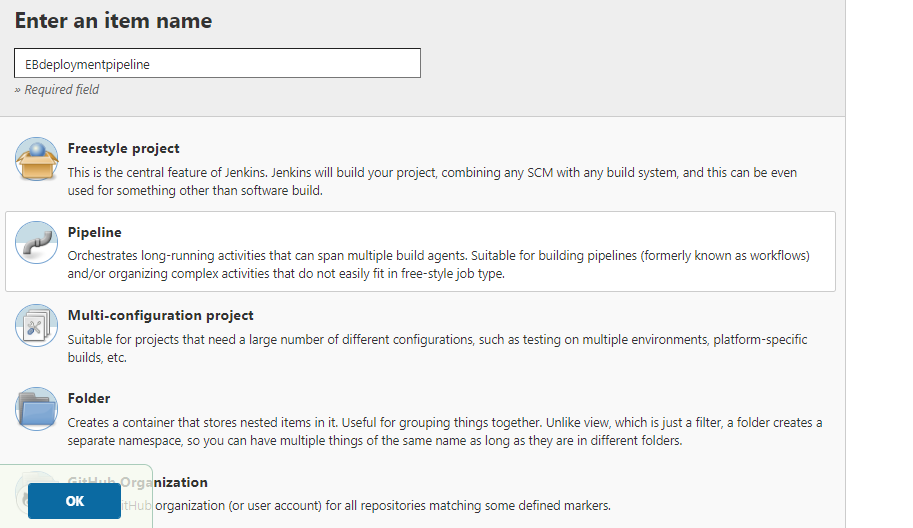 Enter an item name
EBdeploymentpipeline
» Required field
Freestyle project
This is the central feature of Jenkins. Jenkins will build your project, combining any SCM with any build system, and this can be even
used for something other than software build.
Pipeline
Orchestrates long-running activities that can span multiple build agents. Suitable for building pipelines (formerly known as workflows)
and/or organizing complex activities that do not easily fit in free-style job type.
Multi-configuration project
Suitable for projects that need a large number of different configurations, such as testing on multiple environments, platform-specific
builds, etc.
Folder
Creates a container that stores nested items in it. Useful for grouping things together. Unlike view, which is just a filter, a folder creates a
separate namespace, so you can have multiple things of the same name as long as they are in different folders.
GitHub Organization
OK
organization (or user account) for all repositories matching some defined markers.